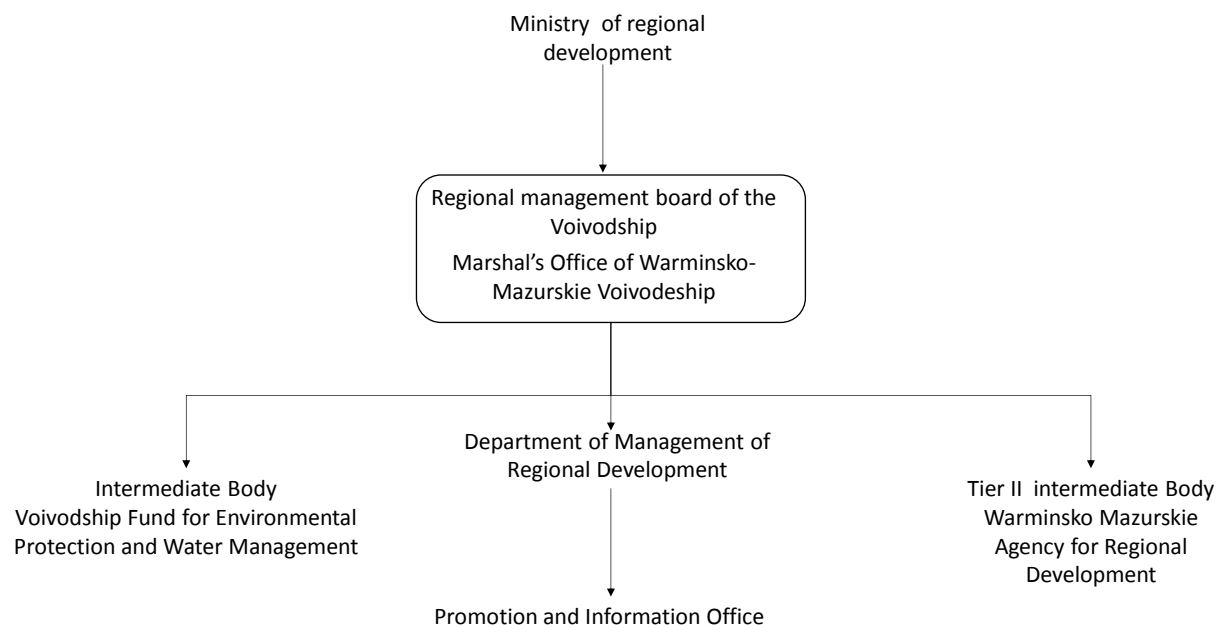 Ministry of regional
development
Regional management board of the
Voivodship
Marshal's Office of Warminsko-
Mazurskie Voivodeship
Department of Management of
Regional Development
Intermediate Body
Voivodship Fund for Environmental
Protection and Water Management
Tier II intermediate Body
Warminsko Mazurskie
Agency for Regional
Development
Promotion and Information Office